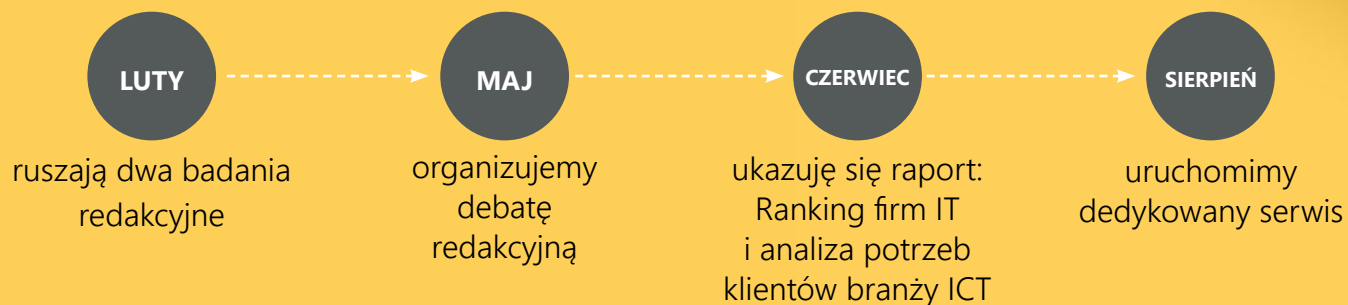 LUTY
ruszają dwa badania
redakcyjne
MAJ
organizujemy
debatę
redakcyjną
CZERWIEC
ukazuję się raport:
Ranking firm IT
i analiza potrzeb
klientów branży ICT
SIERPIEŃ
uruchomimy
dedykowany serwis